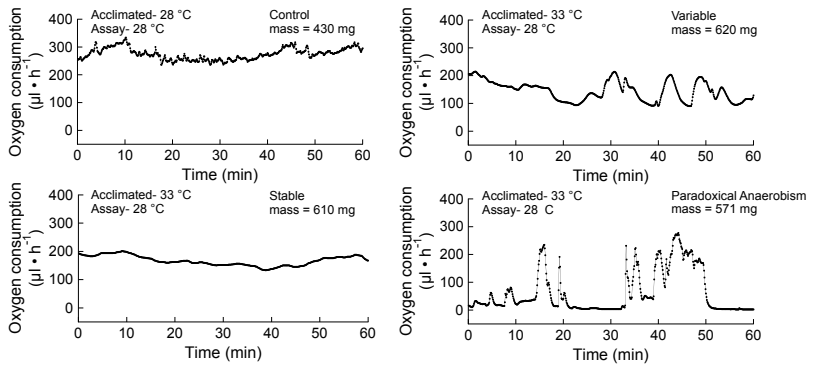 Acclimated- 28 °C
Assay- 28 °C
Control
mass = 430 mg
Oxygen consumption
(µl • h⁻¹)
400
300
200
100
0
0 10 20 30 40 50 60
Time (min)
Acclimated- 33 °C
Assay- 28 °C
Variable
mass = 620 mg
Oxygen consumption
(µl • h⁻¹)
400
300
200
100
0
0 10 20 30 40 50 60
Time (min)
Acclimated- 33 °C
Assay- 28 °C
Stable
mass = 610 mg
Oxygen consumption
(µl • h⁻¹)
400
300
200
100
0
0 10 20 30 40 50 60
Time (min)
Acclimated- 33 °C
Assay- 28 C
Paradoxical Anaerobism
mass = 571 mg
Oxygen consumption
(µl • h⁻¹)
400
300
200
100
0
0 10 20 30 40 50 60
Time (min)